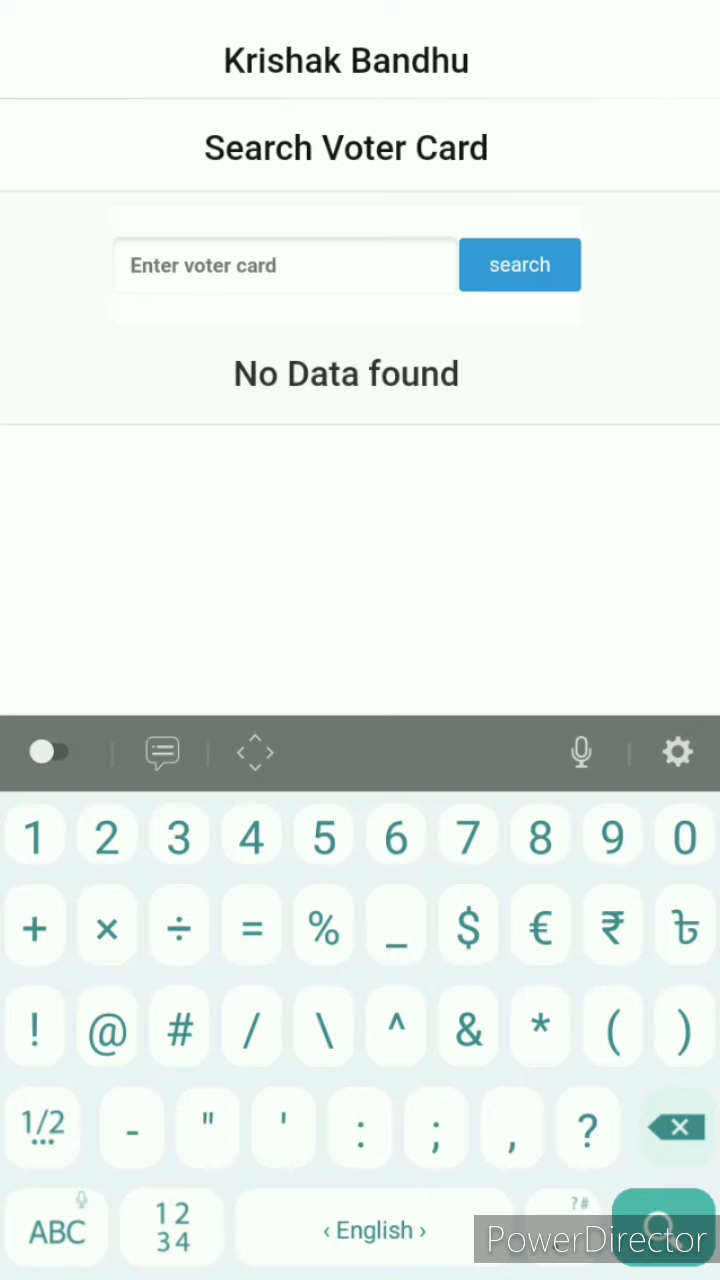 Krishak Bandhu
Search Voter Card
Enter voter card search
No Data found
1 2 3 4 5 6 7 8 9 0
+ × ÷ = % _ $ € ₹ ৳
! @ # / \ ^ & * ( )
1/2 - " ' : ; , ?
?#
ABC 12 34 ‹ English ›
PowerDirector